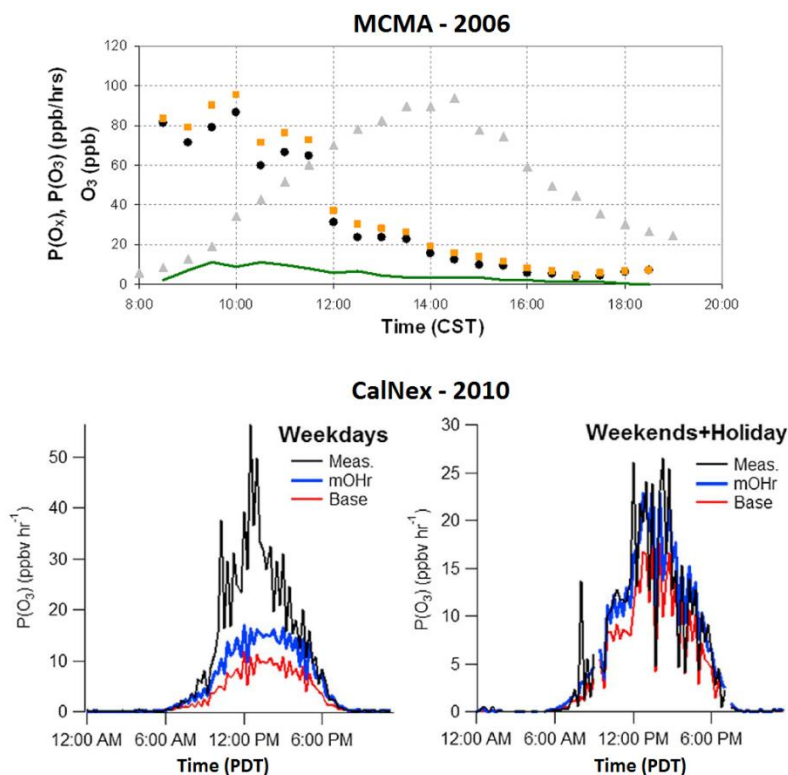 MCMA - 2006
P(Oₓ), P(O₃) (ppb/hrs)
O₃ (ppb)
120
100
80
60
40
20
0
8:00 10:00 12:00 14:00 16:00 18:00 20:00
Time (CST)
CalNex - 2010
Weekdays
Meas.
mOHr
Base
P(O₃) (ppbv hr⁻¹)
50
40
30
20
10
0
12:00 AM 6:00 AM 12:00 PM 6:00 PM
Time (PDT)
Weekends+Holiday
Meas.
mOHr
Base
P(O₃) (ppbv hr⁻¹)
30
25
20
15
10
5
0
12:00 AM 6:00 AM 12:00 PM 6:00 PM
Time (PDT)